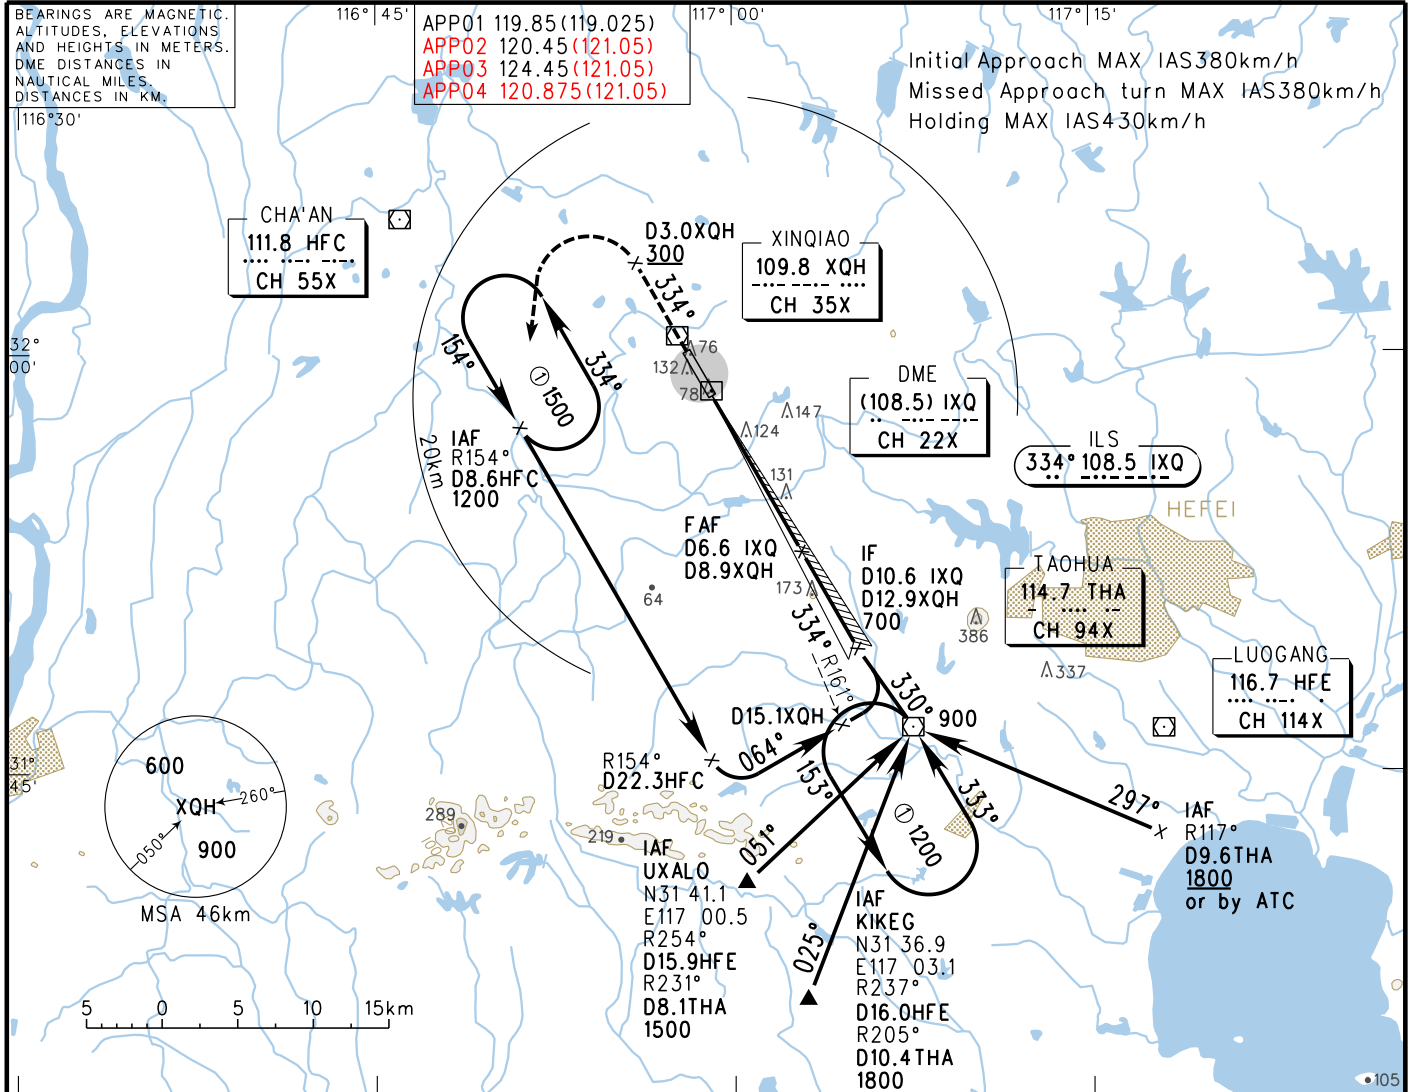 BEARINGS ARE MAGNETIC.
ALTITUDES, ELEVATIONS
AND HEIGHTS IN METERS.
DME DISTANCES IN
NAUTICAL MILES.
DISTANCES IN KM.
116°30'
116°45'
117°00'
117°15'
APP01 119.85(119.025)
APP02 120.45(121.05)
APP03 124.45(121.05)
APP04 120.875(121.05)
Initial Approach MAX IAS380km/h
Missed Approach turn MAX IAS380km/h
Holding MAX IAS430km/h
CHA'AN
111.8 HFC
CH 55X
D3.0XQH
300
334°
XINQIAO
109.8 XQH
CH 35X
32°
00'
154°
334°
① 1500
76
132
78
147
124
131
DME
(108.5) IXQ
CH 22X
ILS
334° 108.5 IXQ
HEFEI
20km
IAF
R154°
D8.6HFC
1200
FAF
D6.6 IXQ
D8.9XQH
IF
D10.6 IXQ
D12.9XQH
700
173
64
334°
R161°
TAOHUA
114.7 THA
CH 94X
386
337
LUOGANG
116.7 HFE
CH 114X
330°
900
D15.1XQH
064°
R154°
D22.3HFC
153°
333°
① 1200
297°
051°
025°
31°
45'
600
XQH
260°
050°
900
MSA 46km
289
219
IAF
UXALO
N31 41.1
E117 00.5
R254°
D15.9HFE
R231°
D8.1THA
1500
IAF
KIKEG
N31 36.9
E117 03.1
R237°
D16.0HFE
R205°
D10.4THA
1800
IAF
R117°
D9.6THA
1800
or by ATC
5 0 5 10 15km
105